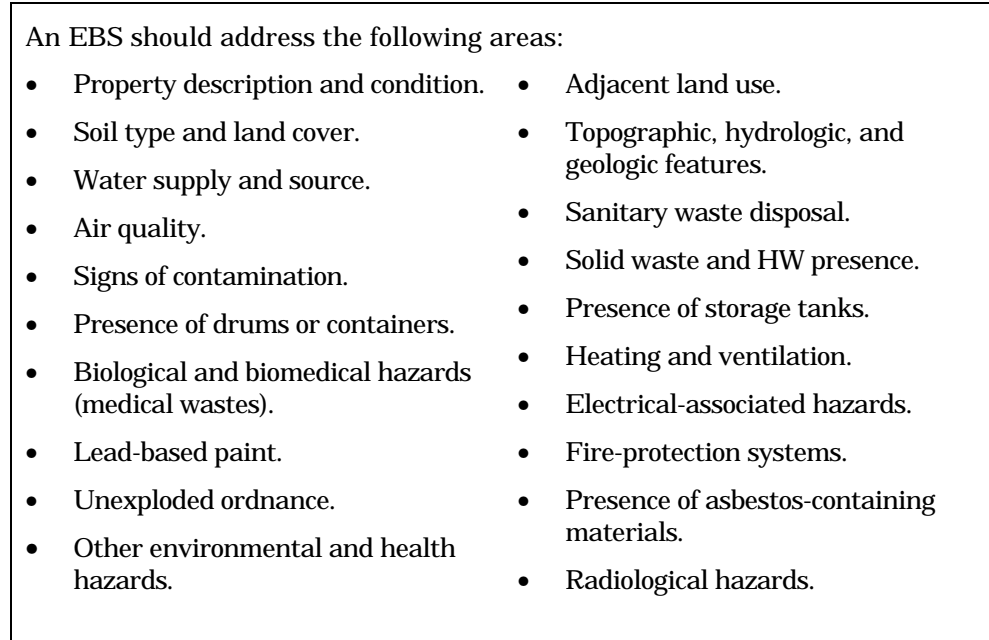 An EBS should address the following areas:
• Property description and condition.
• Soil type and land cover.
• Water supply and source.
• Air quality.
• Signs of contamination.
• Presence of drums or containers.
• Biological and biomedical hazards
(medical wastes).
• Lead-based paint.
• Unexploded ordnance.
• Other environmental and health
hazards.
• Adjacent land use.
• Topographic, hydrologic, and
geologic features.
• Sanitary waste disposal.
• Solid waste and HW presence.
• Presence of storage tanks.
• Heating and ventilation.
• Electrical-associated hazards.
• Fire-protection systems.
• Presence of asbestos-containing
materials.
• Radiological hazards.